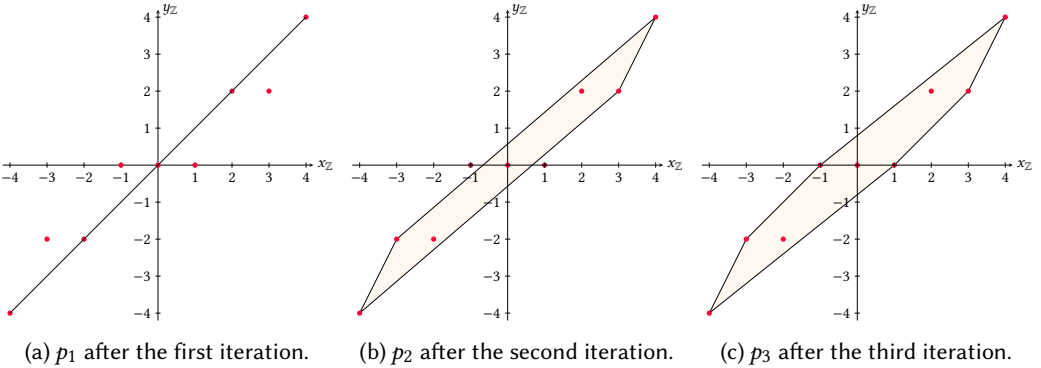 y_ℤ
4
3
2
1
−4 −3 −2 −1 1 2 3 4 x_ℤ
−1
−2
−3
−4
(a) p₁ after the first iteration.
y_ℤ
4
3
2
1
−4 −3 −2 −1 1 2 3 4 x_ℤ
−1
−2
−3
−4
(b) p₂ after the second iteration.
y_ℤ
4
3
2
1
−4 −3 −2 −1 1 2 3 4 x_ℤ
−1
−2
−3
−4
(c) p₃ after the third iteration.